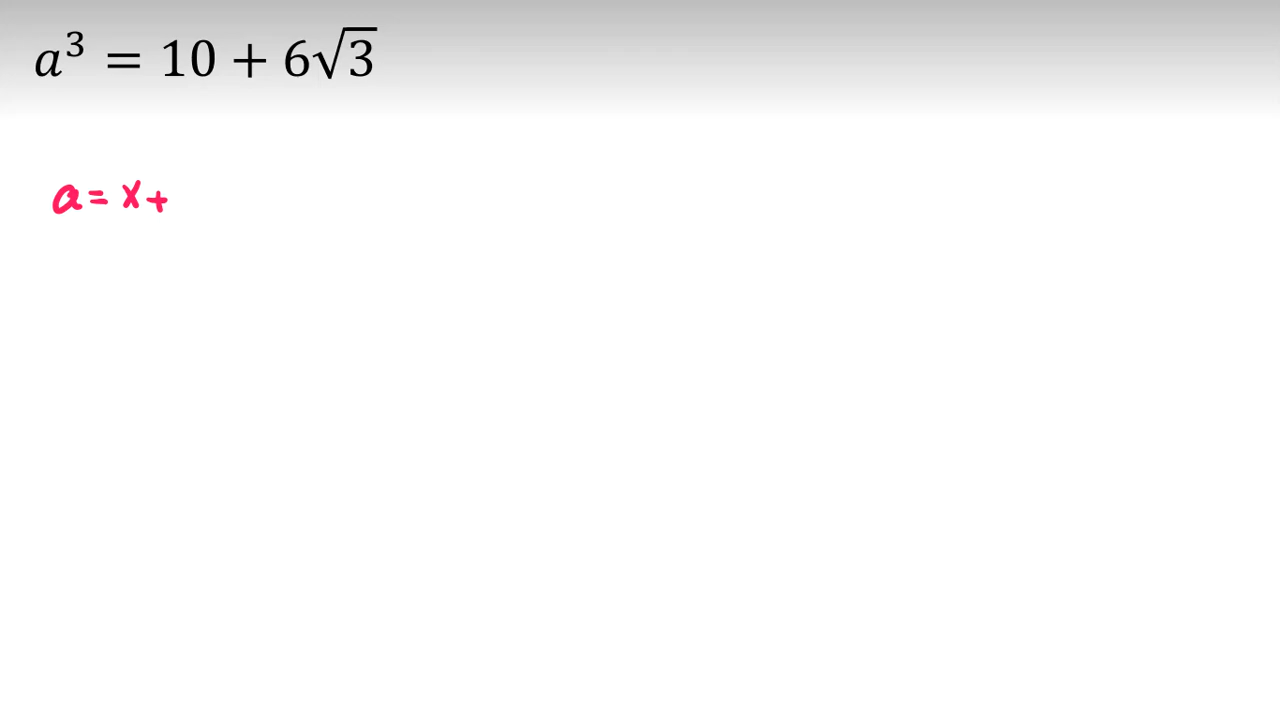 a³ = 10 + 6√3
a = x +